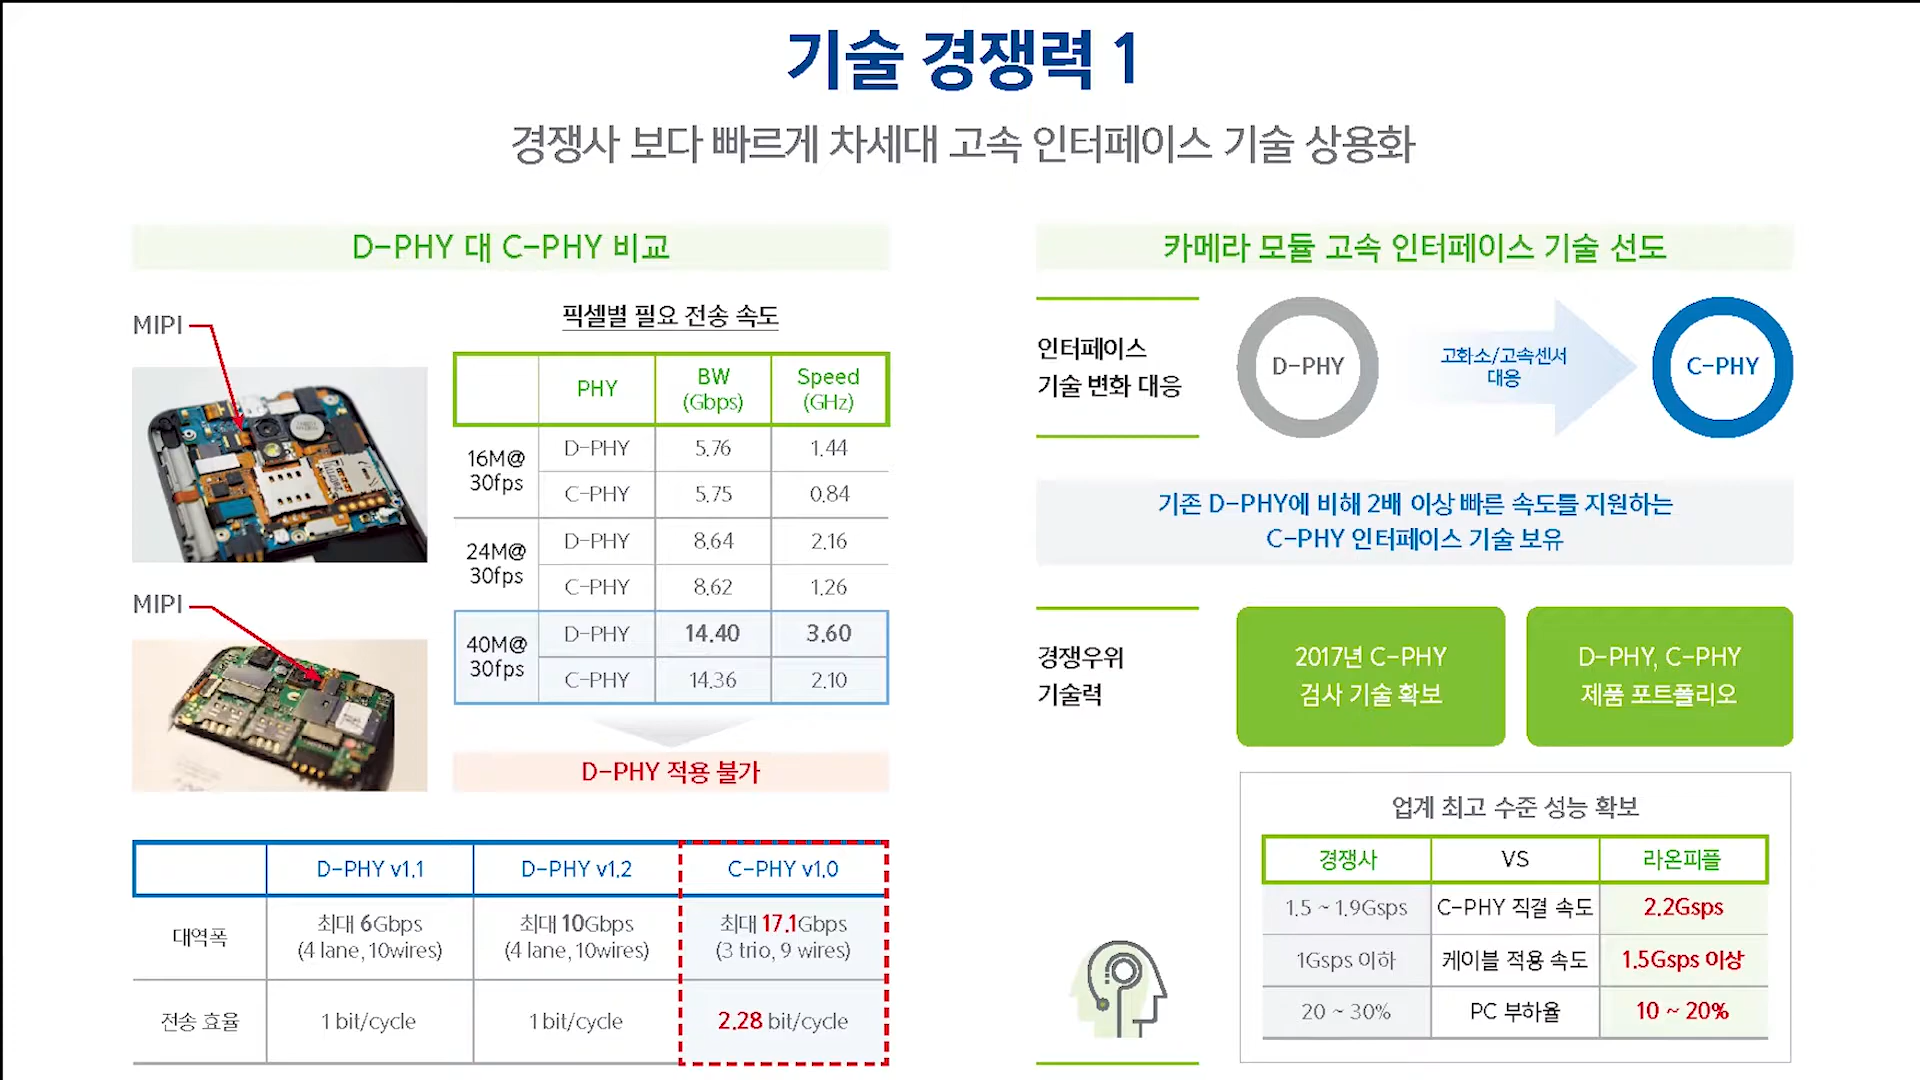 기술 경쟁력 1
경쟁사 보다 빠르게 차세대 고속 인터페이스 기술 상용화
D-PHY 대 C-PHY 비교
MIPI
MIPI
픽셀별 필요 전송 속도
PHY BW (Gbps) Speed (GHz)
16M@ 30fps D-PHY 5.76 1.44
C-PHY 5.75 0.84
24M@ 30fps D-PHY 8.64 2.16
C-PHY 8.62 1.26
40M@ 30fps D-PHY 14.40 3.60
C-PHY 14.36 2.10
D-PHY 적용 불가
D-PHY v1.1 D-PHY v1.2 C-PHY v1.0
대역폭 최대 6Gbps (4 lane, 10wires) 최대 10Gbps (4 lane, 10wires) 최대 17.1Gbps (3 trio, 9 wires)
전송 효율 1 bit/cycle 1 bit/cycle 2.28 bit/cycle
카메라 모듈 고속 인터페이스 기술 선도
인터페이스
기술 변화 대응
D-PHY
고화소/고속센서
대응
C-PHY
기존 D-PHY에 비해 2배 이상 빠른 속도를 지원하는
C-PHY 인터페이스 기술 보유
경쟁우위
기술력
2017년 C-PHY
검사 기술 확보
D-PHY, C-PHY
제품 포트폴리오
업계 최고 수준 성능 확보
경쟁사 VS 라온피플
1.5 ~ 1.9Gsps C-PHY 직결 속도 2.2Gsps
1Gsps 이하 케이블 적용 속도 1.5Gsps 이상
20 ~ 30% PC 부하율 10 ~ 20%